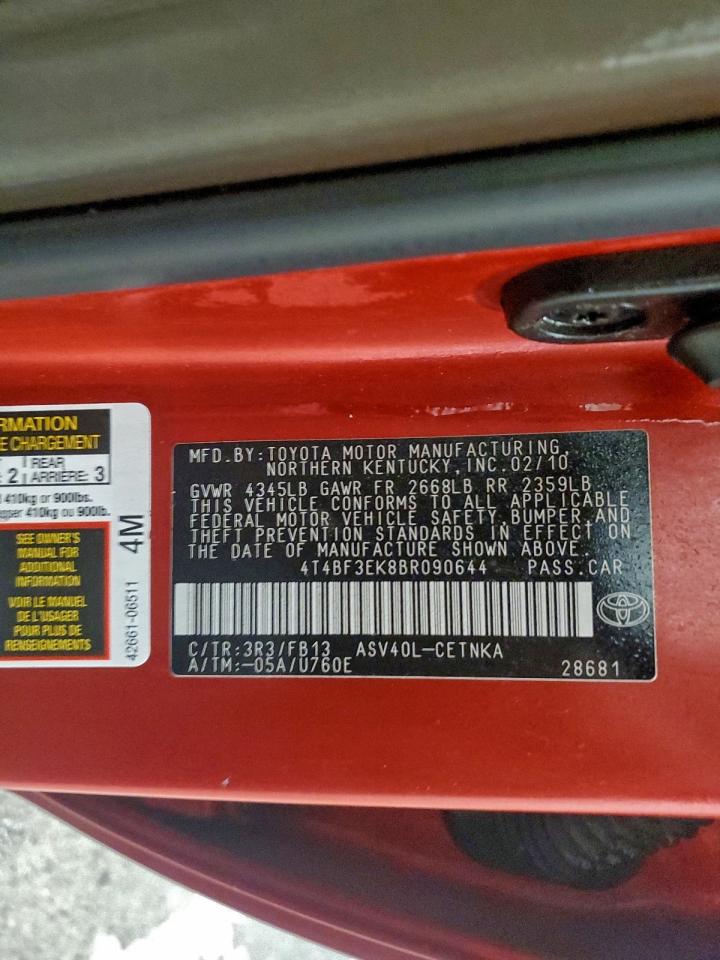 RMATION
E CHARGEMENT
2 REAR
ARRIERE: 3
410kg or 900lbs.
410kg ou 900lb.
SEE OWNER'S
MANUAL FOR
ADDITIONAL
INFORMATION
VOIR LE MANUEL
DE L'USAGER
POUR PLUS DE
RENSEIGNEMENTS
4M
42661-06511
MFD.BY:TOYOTA MOTOR MANUFACTURING,
NORTHERN KENTUCKY,INC.02/10
GVWR 4345LB GAWR FR 2668LB RR 2359LB
THIS VEHICLE CONFORMS TO ALL APPLICABLE
FEDERAL MOTOR VEHICLE SAFETY,BUMPER,AND
THEFT PREVENTION STANDARDS IN EFFECT ON
THE DATE OF MANUFACTURE SHOWN ABOVE.
4T4BF3EK8BR090644 PASS.CAR
C/TR:3R3/FB13 ASV40L-CETNKA
A/TM:-05A/U760E 28681